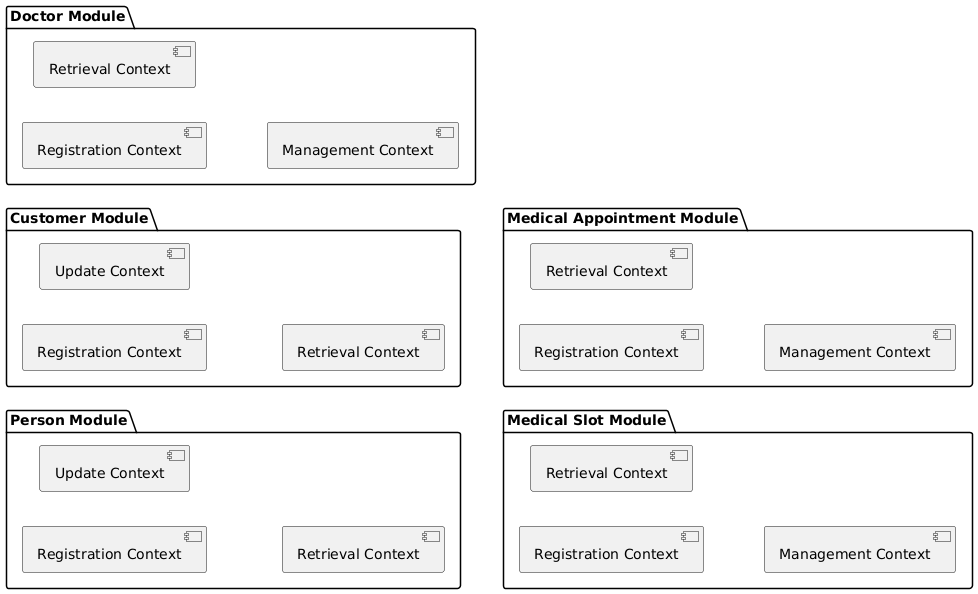 Doctor Module
Retrieval Context
Registration Context
Management Context
Customer Module
Update Context
Registration Context
Retrieval Context
Medical Appointment Module
Retrieval Context
Registration Context
Management Context
Person Module
Update Context
Registration Context
Retrieval Context
Medical Slot Module
Retrieval Context
Registration Context
Management Context